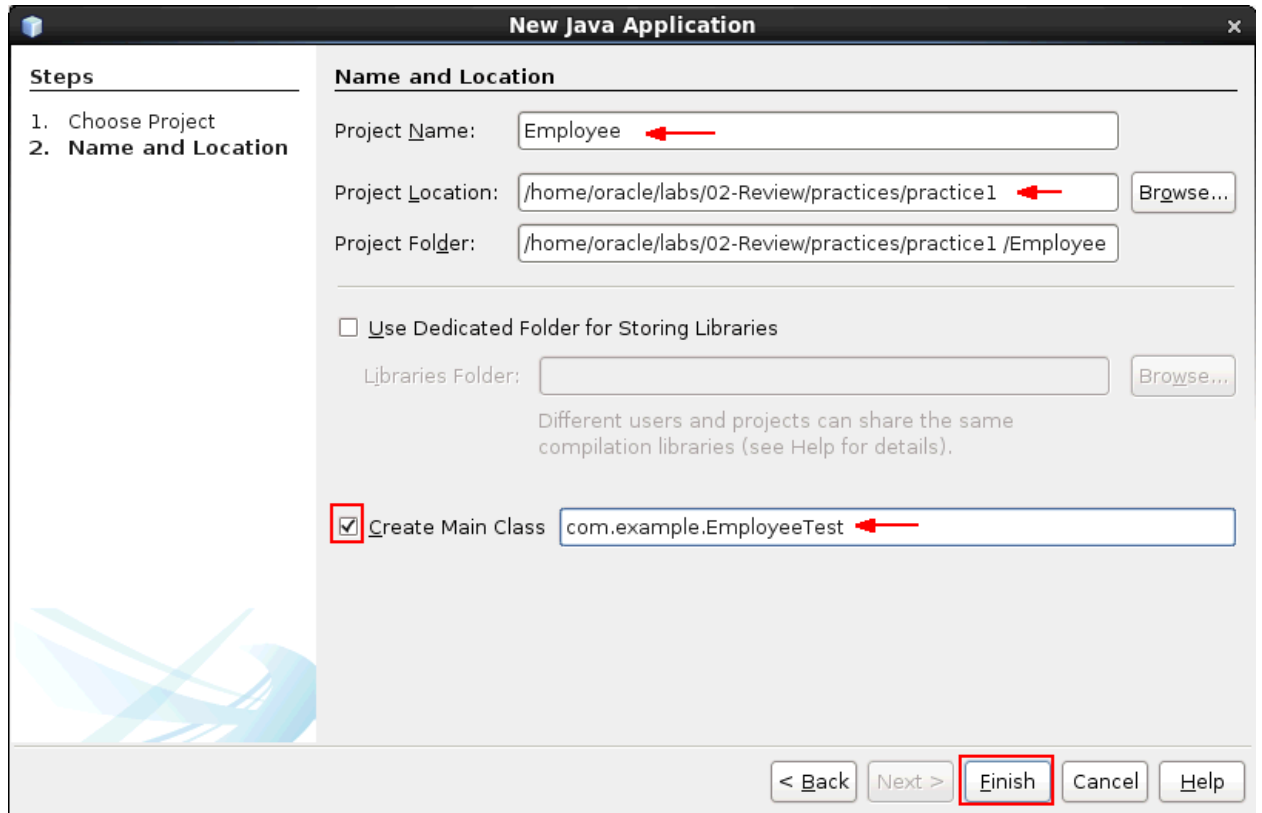 New Java Application
Steps
1. Choose Project
2. Name and Location
Name and Location
Project Name: Employee
Project Location: /home/oracle/labs/02-Review/practices/practice1 Browse...
Project Folder: /home/oracle/labs/02-Review/practices/practice1 /Employee
Use Dedicated Folder for Storing Libraries
Libraries Folder: Browse...
Different users and projects can share the same
compilation libraries (see Help for details).
Create Main Class com.example.EmployeeTest
< Back Next > Finish Cancel Help